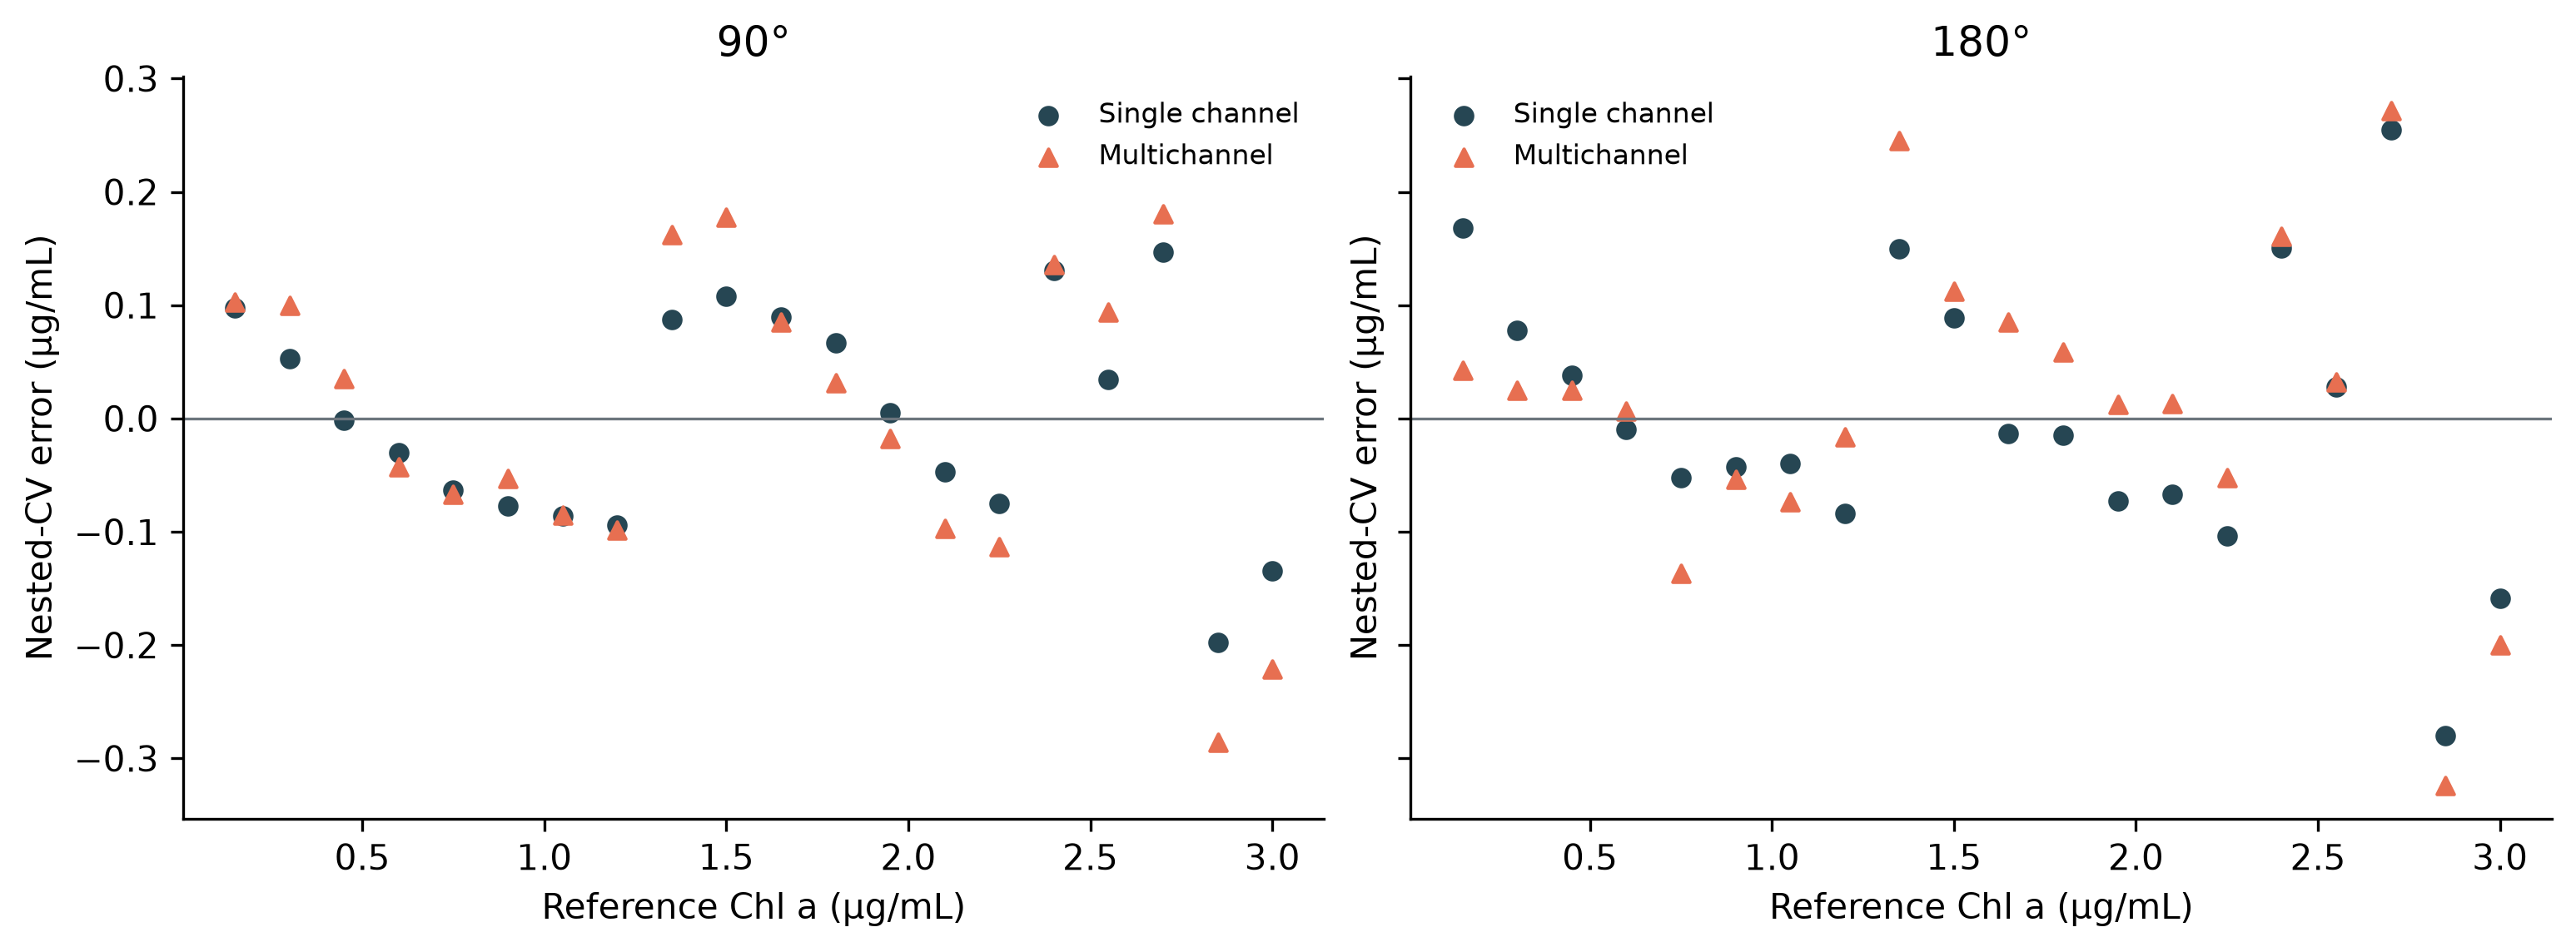 90°
Nested-CV error (µg/mL)
0.3
0.2
0.1
0.0
−0.1
−0.2
−0.3
Single channel
Multichannel
0.5 1.0 1.5 2.0 2.5 3.0
Reference Chl a (µg/mL)
180°
Nested-CV error (µg/mL)
Single channel
Multichannel
0.5 1.0 1.5 2.0 2.5 3.0
Reference Chl a (µg/mL)